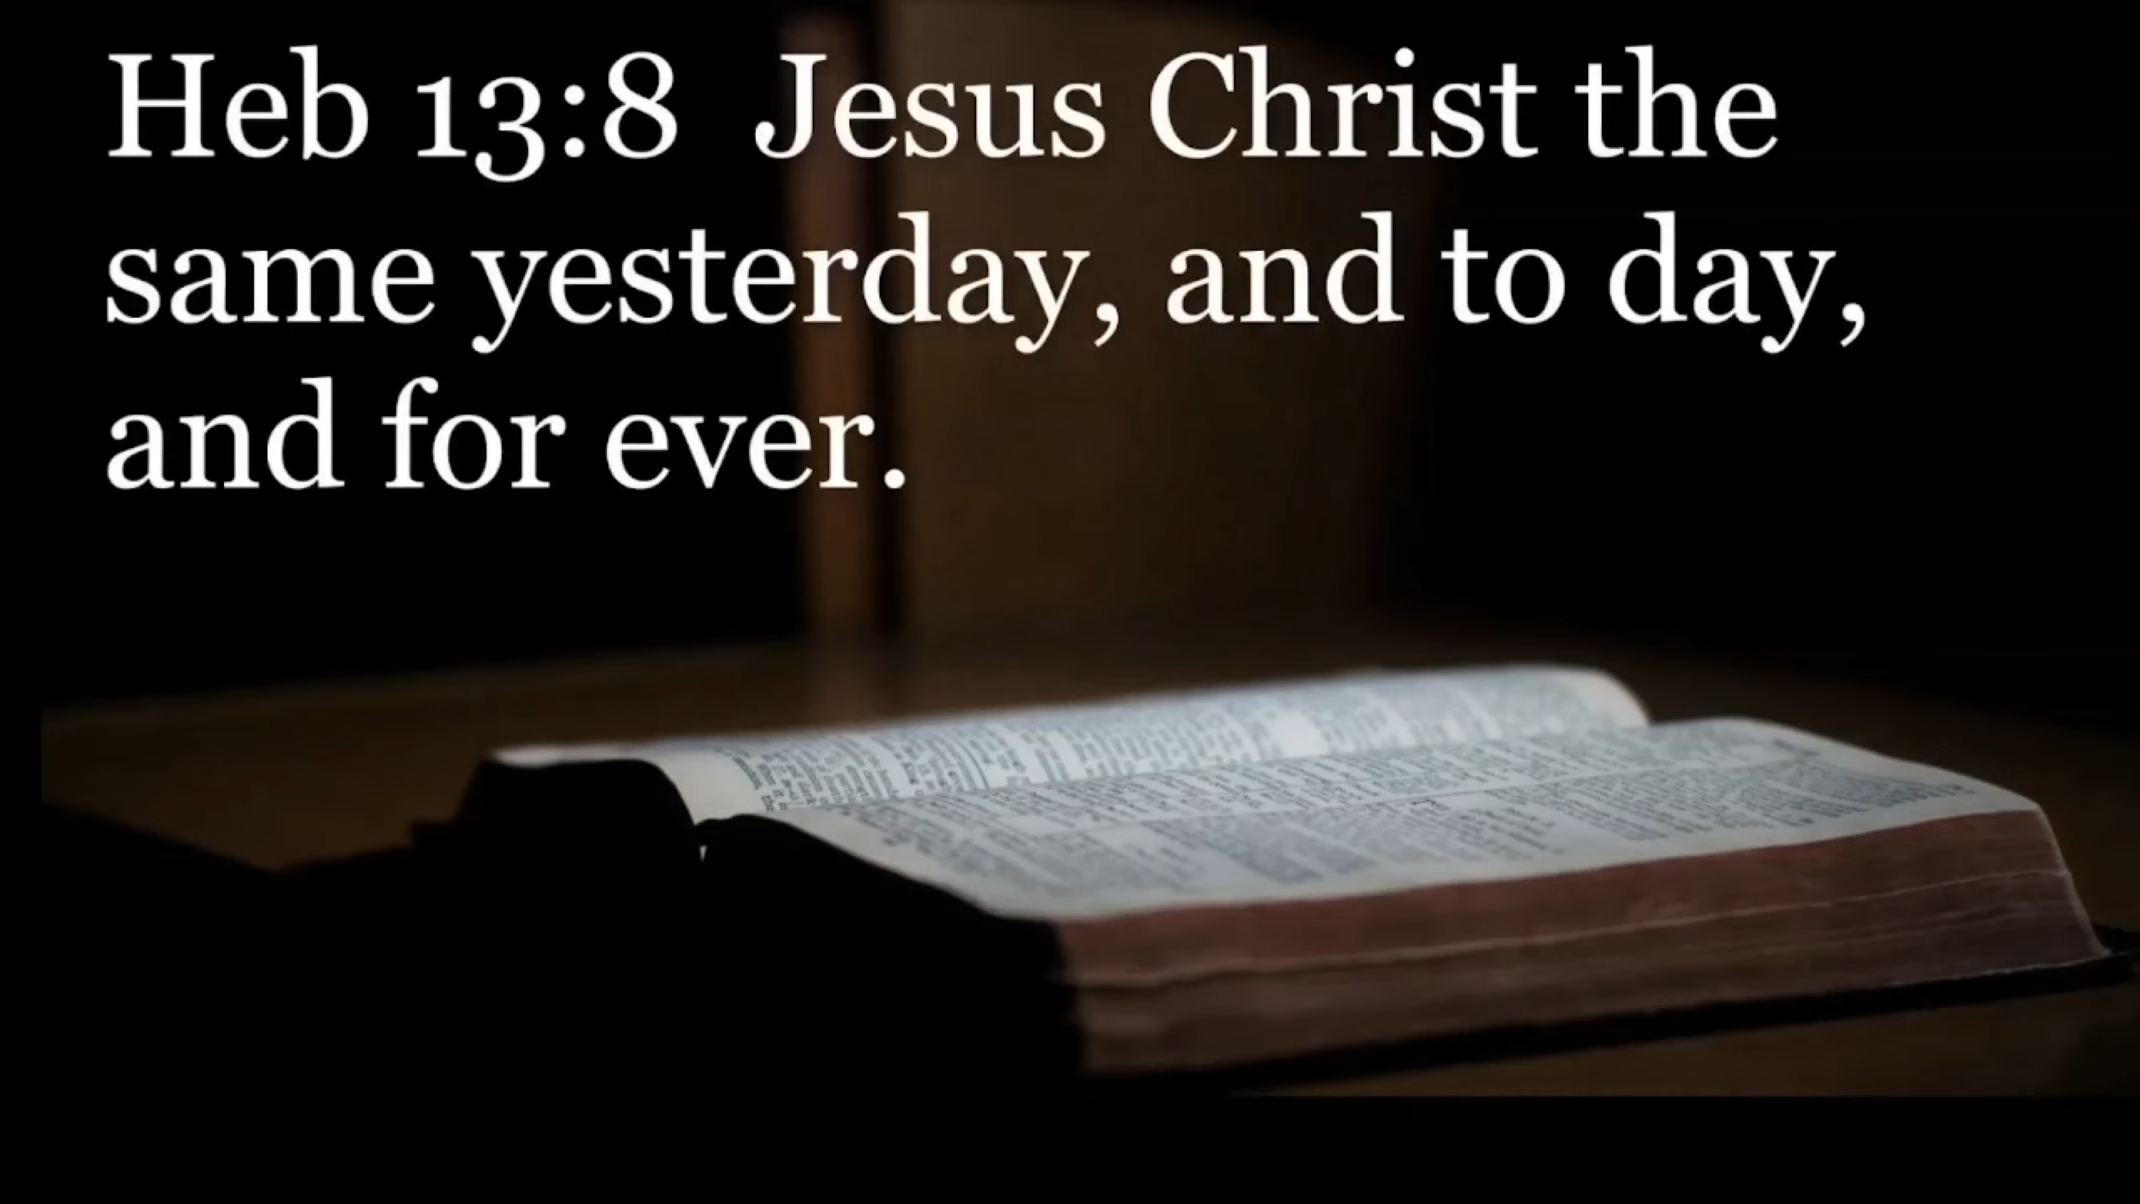 Heb 13:8  Jesus Christ the
same yesterday, and to day,
and for ever.